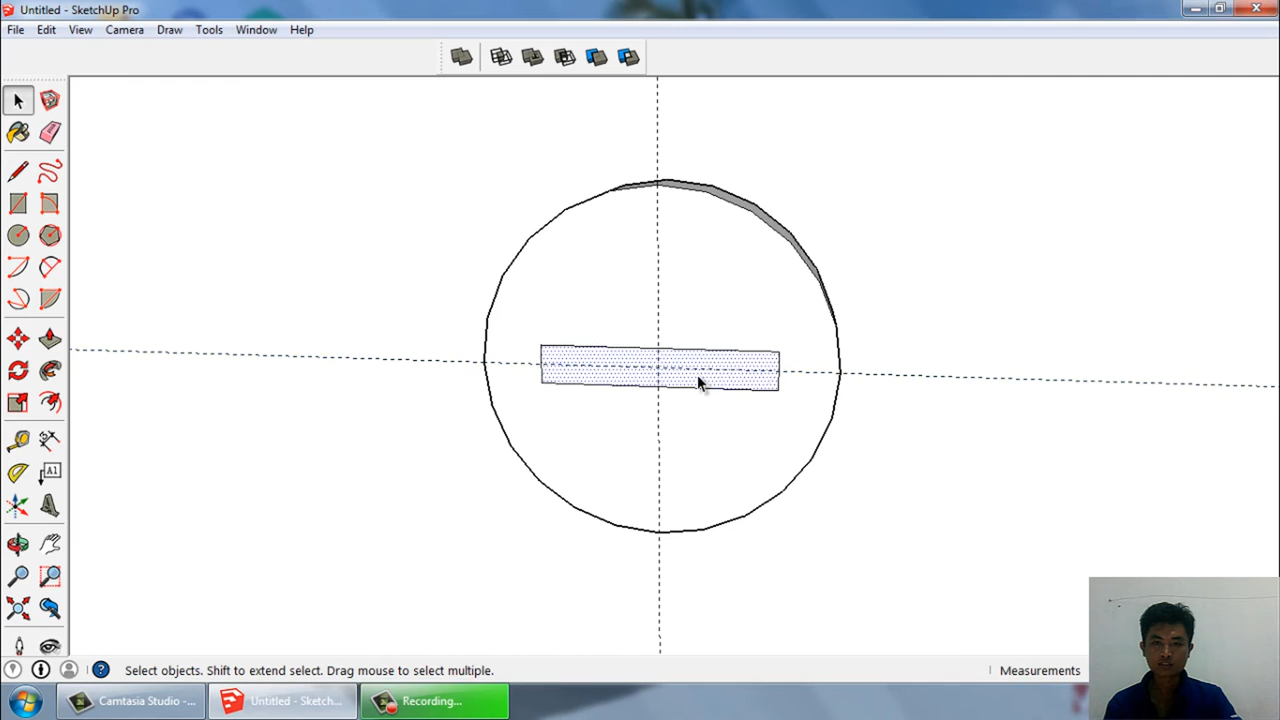 Untitled - SketchUp Pro
File Edit View Camera Draw Tools Window Help
A1
Select objects. Shift to extend select. Drag mouse to select multiple.
Measurements
Camtasia Studio -...
Untitled - Sketch...
Recording...